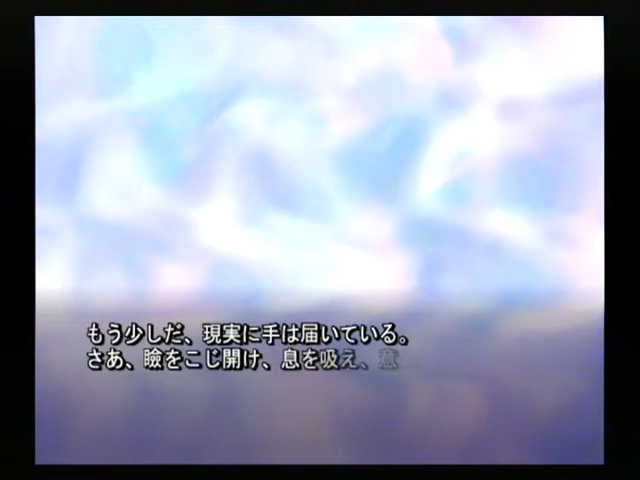 もう少しだ、現実に手は届いている。
さあ、瞼をこじ開け、息を吸え、意